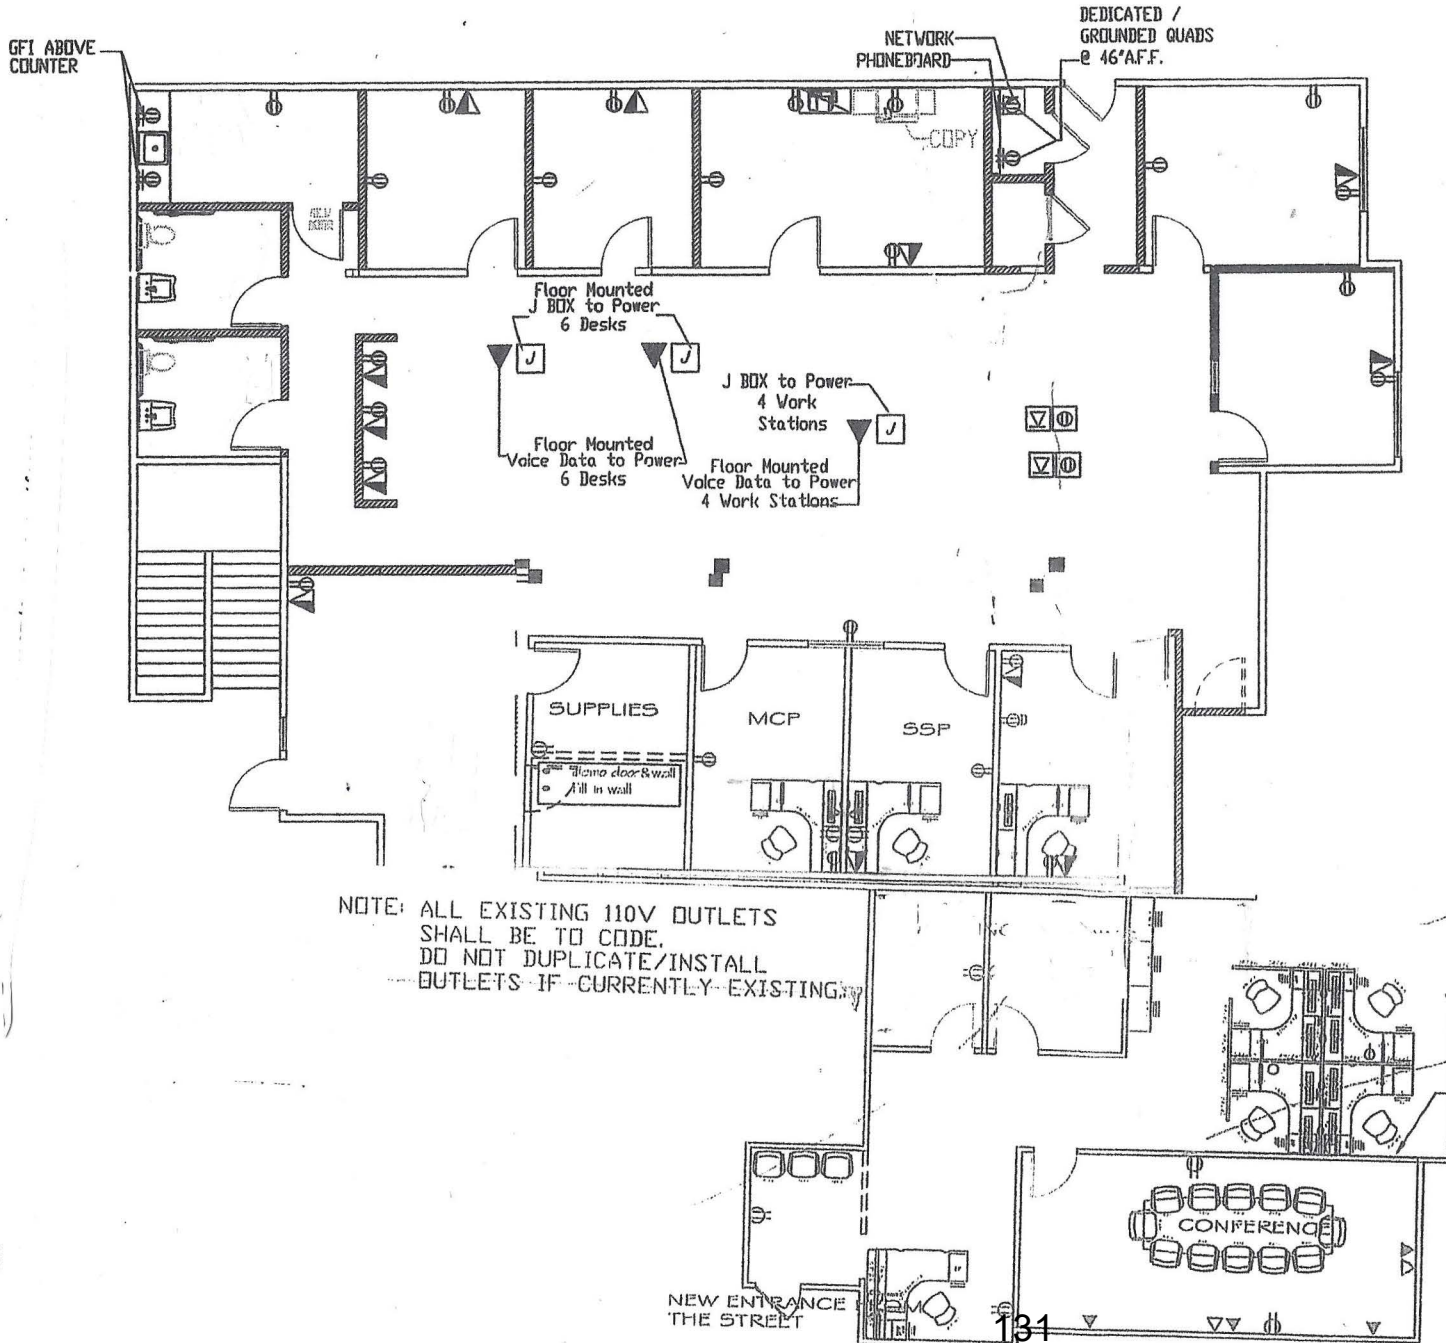 GFI ABOVE
COUNTER
NETWORK
PHONEBOARD
DEDICATED /
GROUNDED QUADS
@ 46"A.F.F.
COPY
NEW
DOOR
Floor Mounted
J BOX to Power
6 Desks
J
J
J BOX to Power
4 Work
Stations
J
Floor Mounted
Voice Data to Power
6 Desks
Floor Mounted
Voice Data to Power
4 Work Stations
SUPPLIES
MCP
SSP
Demo door & wall
Fill in wall
NOTE: ALL EXISTING 110V OUTLETS
SHALL BE TO CODE.
DO NOT DUPLICATE/INSTALL
OUTLETS IF CURRENTLY EXISTING.
CONFERENC
NEW ENTRANCE
THE STREET
131